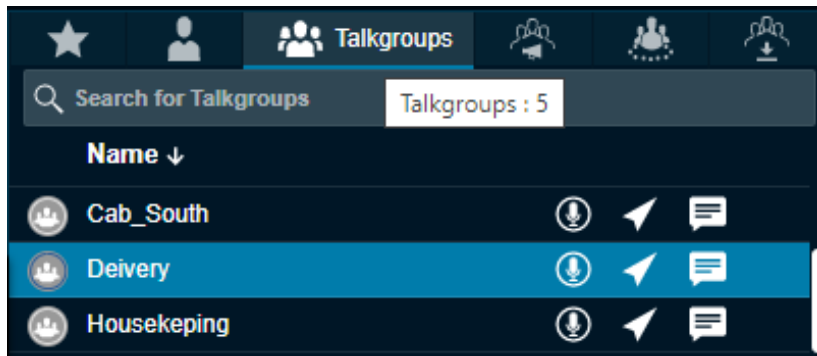 Talkgroups
Search for Talkgroups
Talkgroups : 5
Name ↓
Cab_South
Deivery
Housekeping